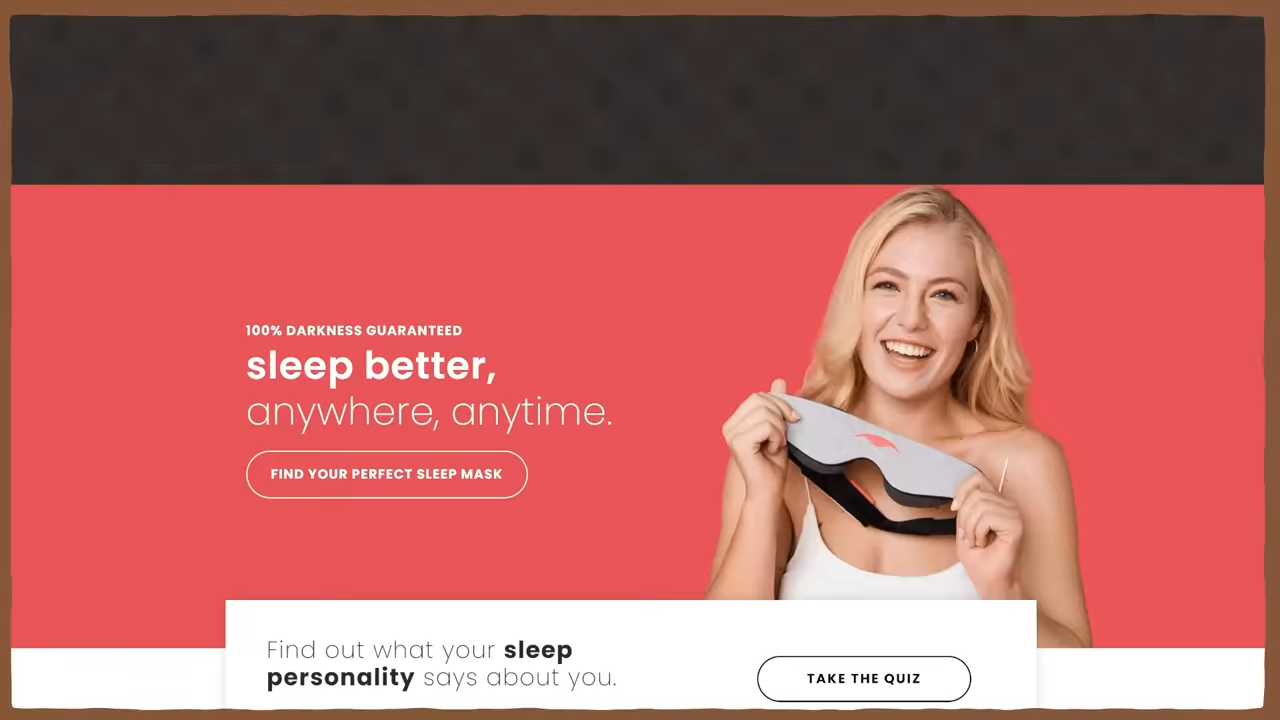 100% DARKNESS GUARANTEED
sleep better,
anywhere, anytime.
FIND YOUR PERFECT SLEEP MASK
Find out what your sleep
personality says about you.
TAKE THE QUIZ